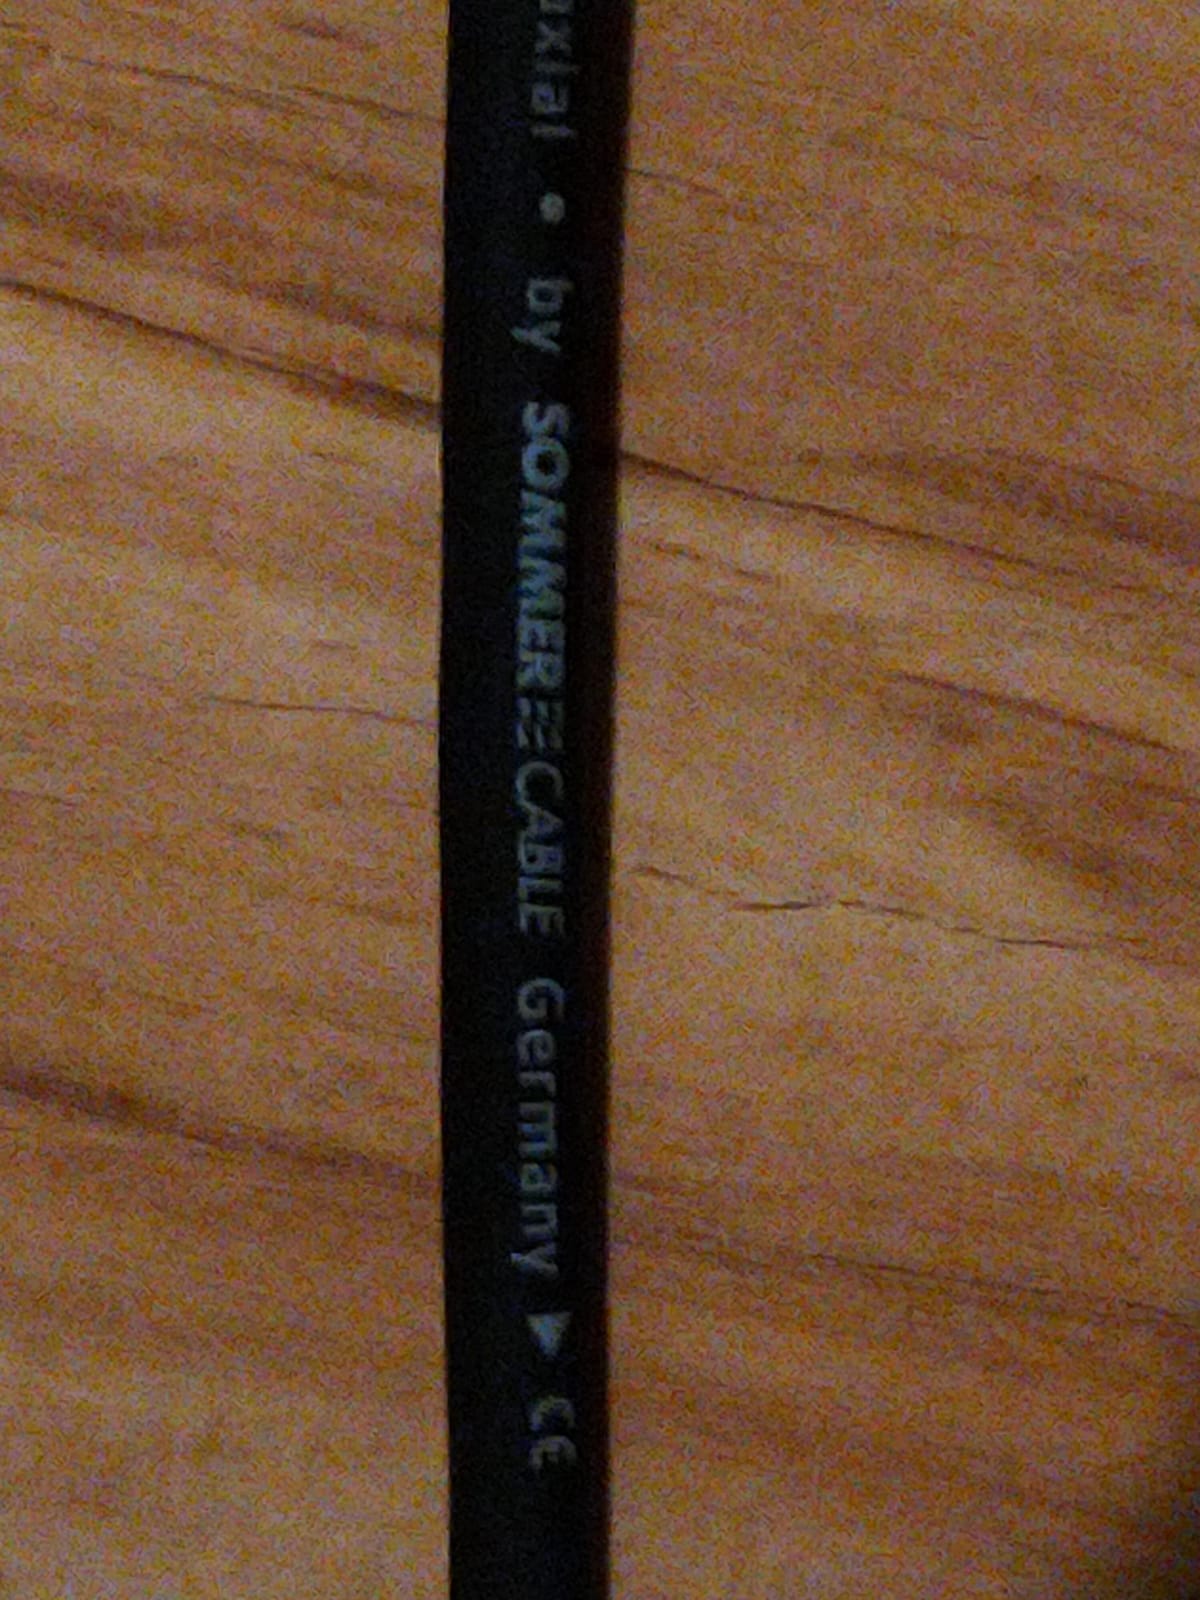 axial • by SOMMER CABLE Germany ▶ CE